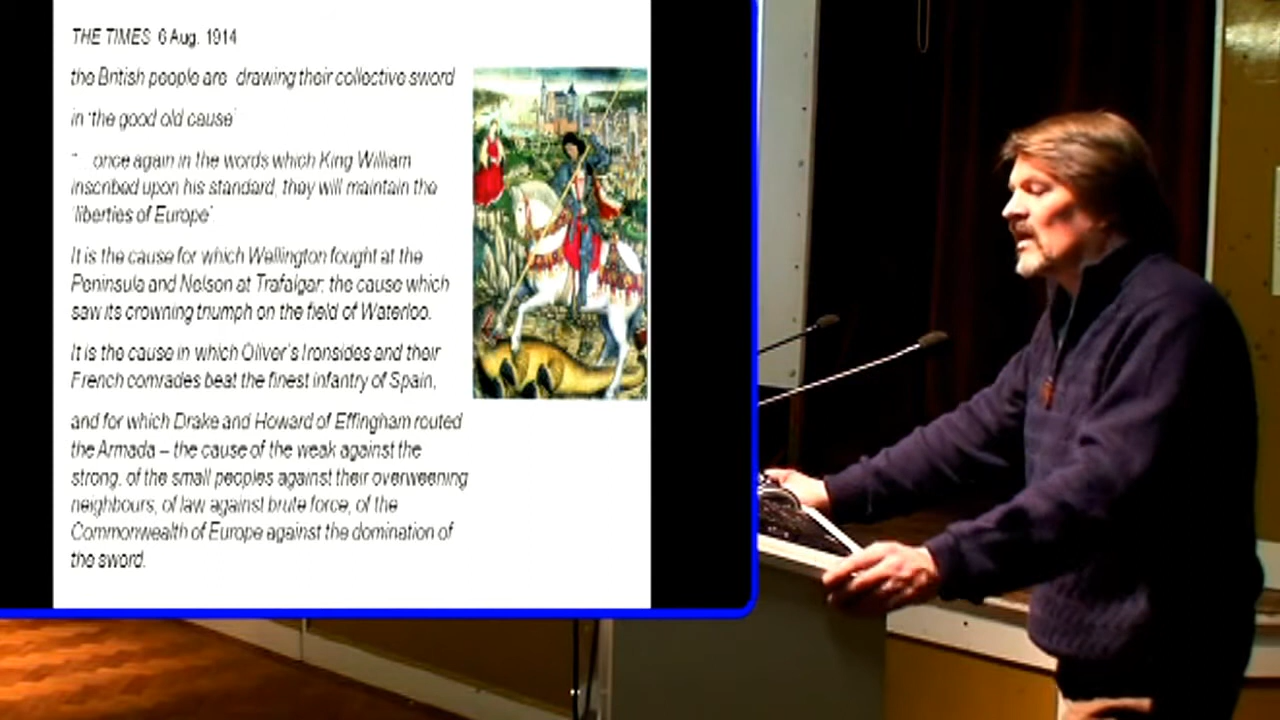 THE TIMES 6 Aug. 1914
the British people are drawing their collective sword
in 'the good old cause'
" once again in the words which King William
inscribed upon his standard, they will maintain the
'liberties of Europe'
It is the cause for which Wellington fought at the
Peninsula and Nelson at Trafalgar; the cause which
saw its crowning triumph on the field of Waterloo.
It is the cause in which Oliver's Ironsides and their
French comrades beat the finest infantry of Spain,
and for which Drake and Howard of Effingham routed
the Armada – the cause of the weak against the
strong, of the small peoples against their overweening
neighbours, of law against brute force, of the
Commonwealth of Europe against the domination of
the sword.